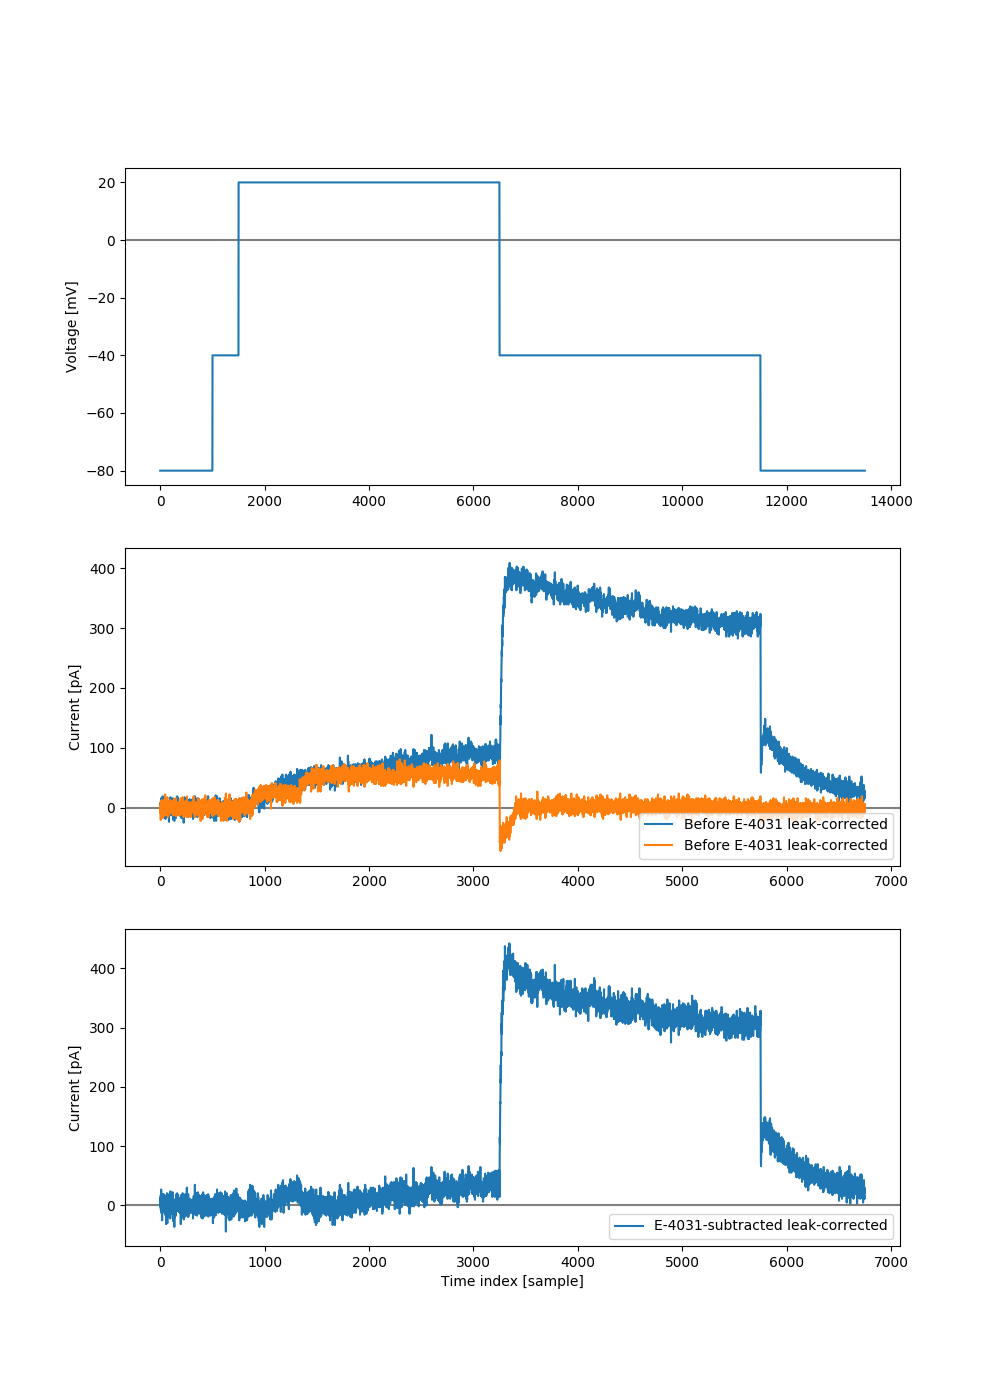 20
0
−20
−40
−60
−80
Voltage [mV]
0 2000 4000 6000 8000 10000 12000 14000
400
300
200
100
0
Current [pA]
Before E-4031 leak-corrected
Before E-4031 leak-corrected
0 1000 2000 3000 4000 5000 6000 7000
400
300
200
100
0
Current [pA]
E-4031-subtracted leak-corrected
0 1000 2000 3000 4000 5000 6000 7000
Time index [sample]